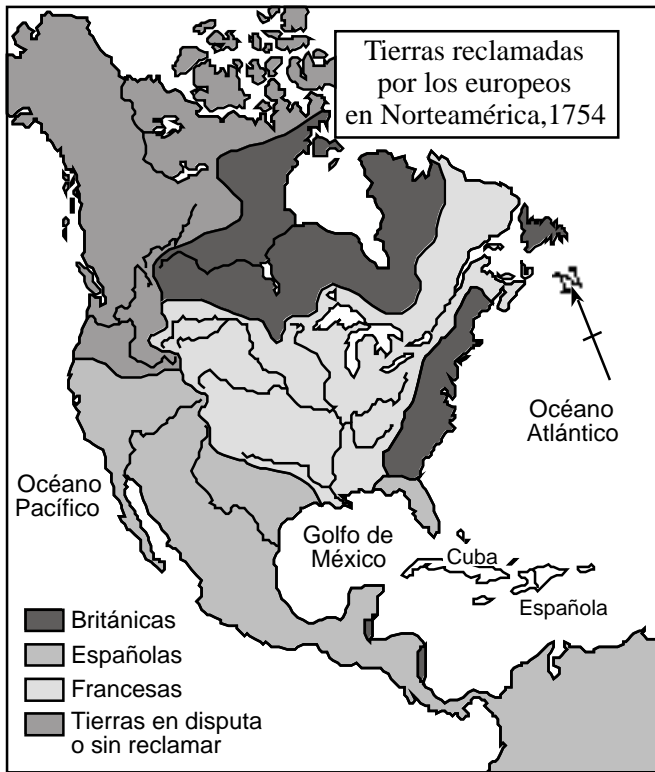 Tierras reclamadas
por los europeos
en Norteamérica,1754
Océano
Atlántico
Océano
Pacífico
Golfo de
México
Cuba
Española
Británicas
Españolas
Francesas
Tierras en disputa
o sin reclamar